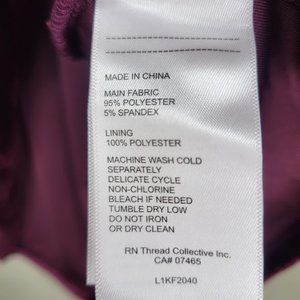 MADE IN CHINA
MAIN FABRIC
95% POLYESTER
5% SPANDEX
LINING
100% POLYESTER
MACHINE WASH COLD
SEPARATELY
DELICATE CYCLE
NON-CHLORINE
BLEACH IF NEEDED
TUMBLE DRY LOW
DO NOT IRON
OR DRY CLEAN
RN Thread Collective Inc.
CA# 07465
L1KF2040